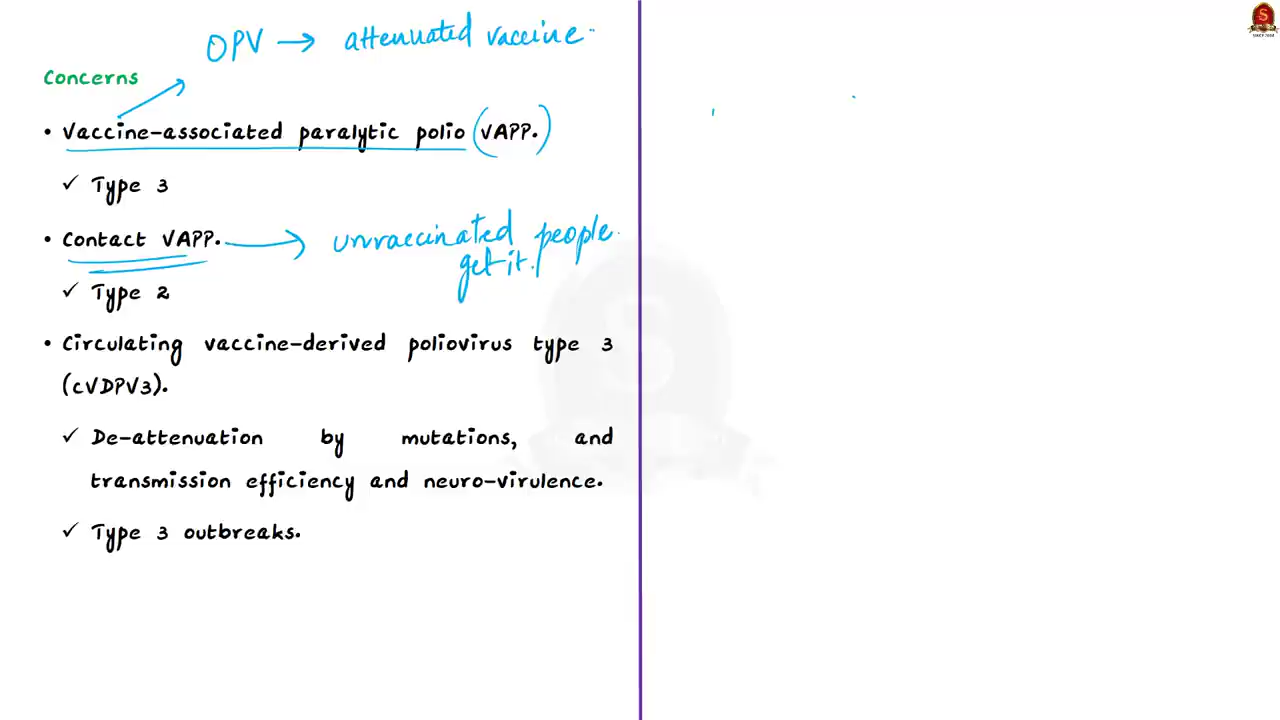 OPV → attenuated vaccine.
Concerns
• Vaccine-associated paralytic polio (VAPP.)
✓ Type 3
• Contact VAPP. → unvaccinated people
get it.
✓ Type 2
• Circulating vaccine-derived poliovirus type 3
(cVDPV3).
✓ De-attenuation by mutations, and
transmission efficiency and neuro-virulence.
✓ Type 3 outbreaks.
S